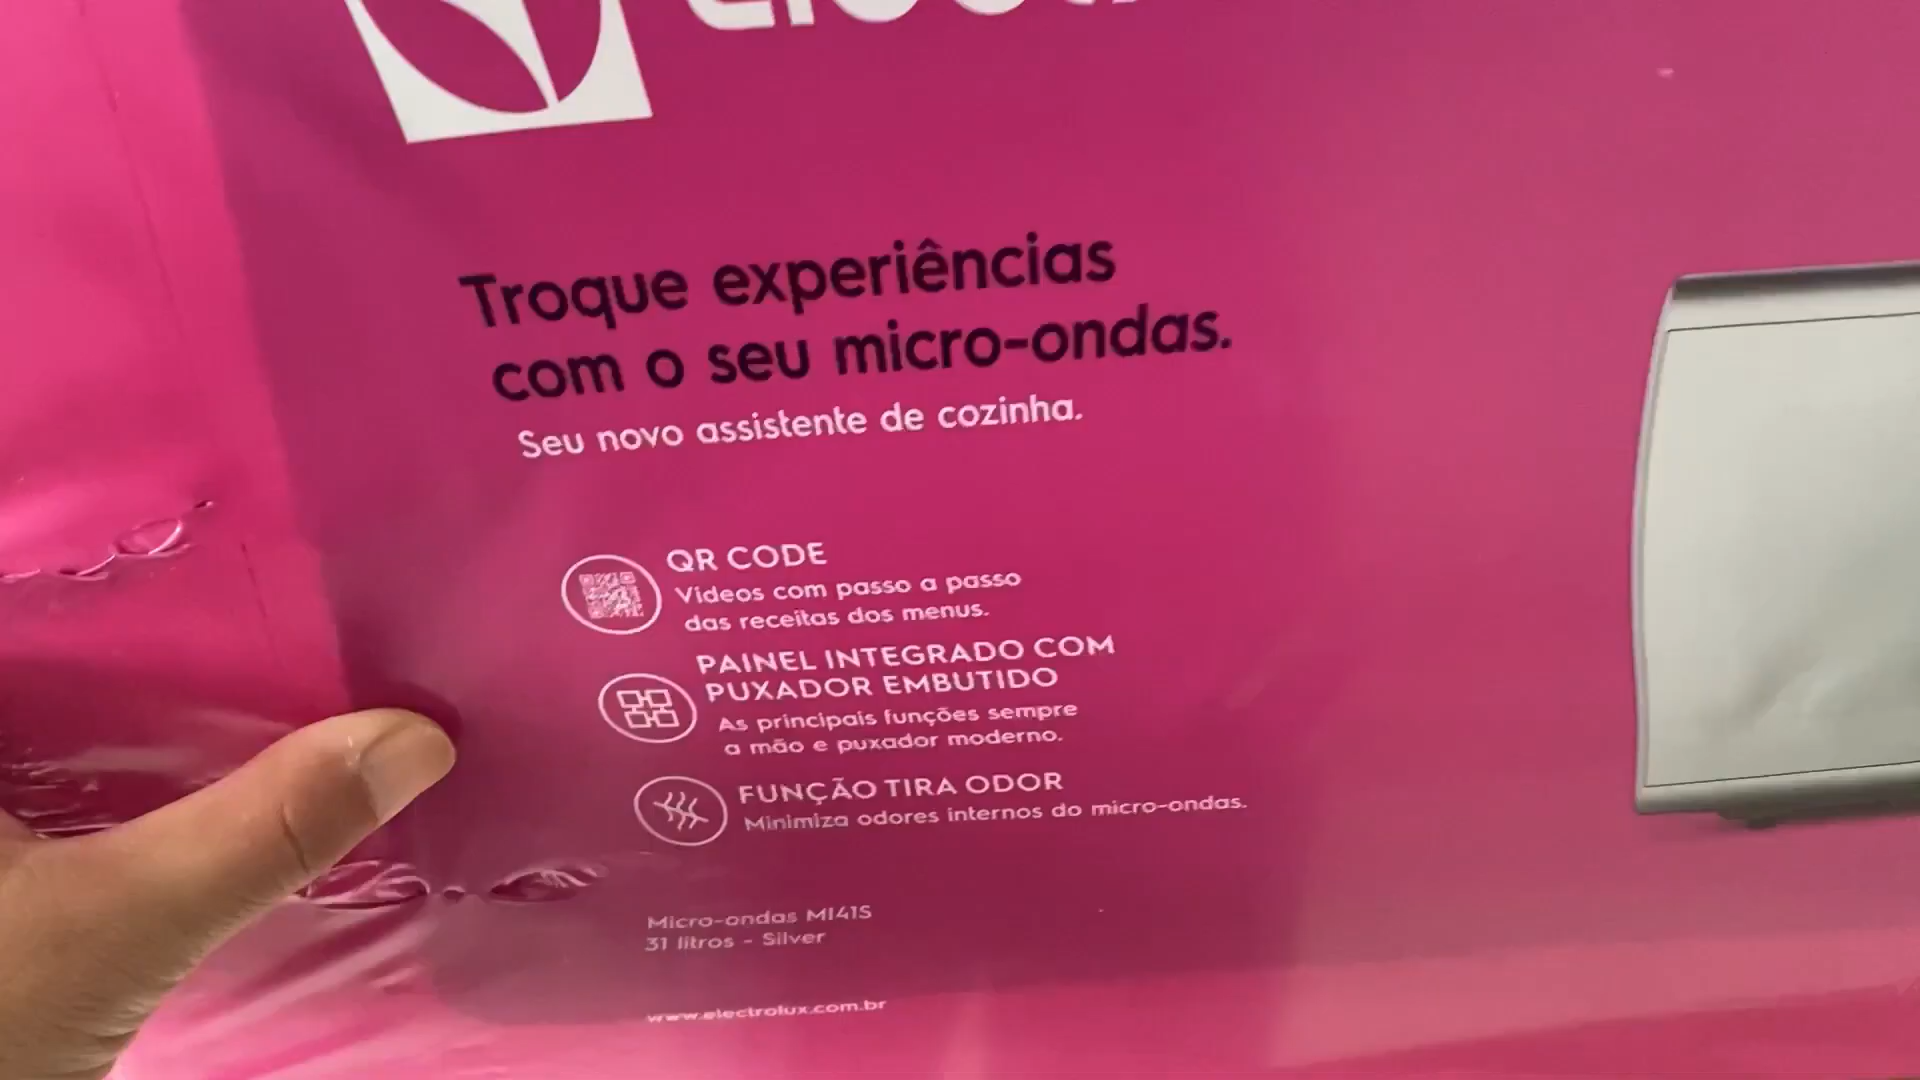 Troque experiências
com o seu micro-ondas.
Seu novo assistente de cozinha.
QR CODE
Vídeos com passo a passo
das receitas dos menus.
PAINEL INTEGRADO COM
PUXADOR EMBUTIDO
As principais funções sempre
a mão e puxador moderno.
FUNÇÃO TIRA ODOR
Minimiza odores internos do micro-ondas.
Micro-ondas MI41S
31 litros - Silver
www.electrolux.com.br